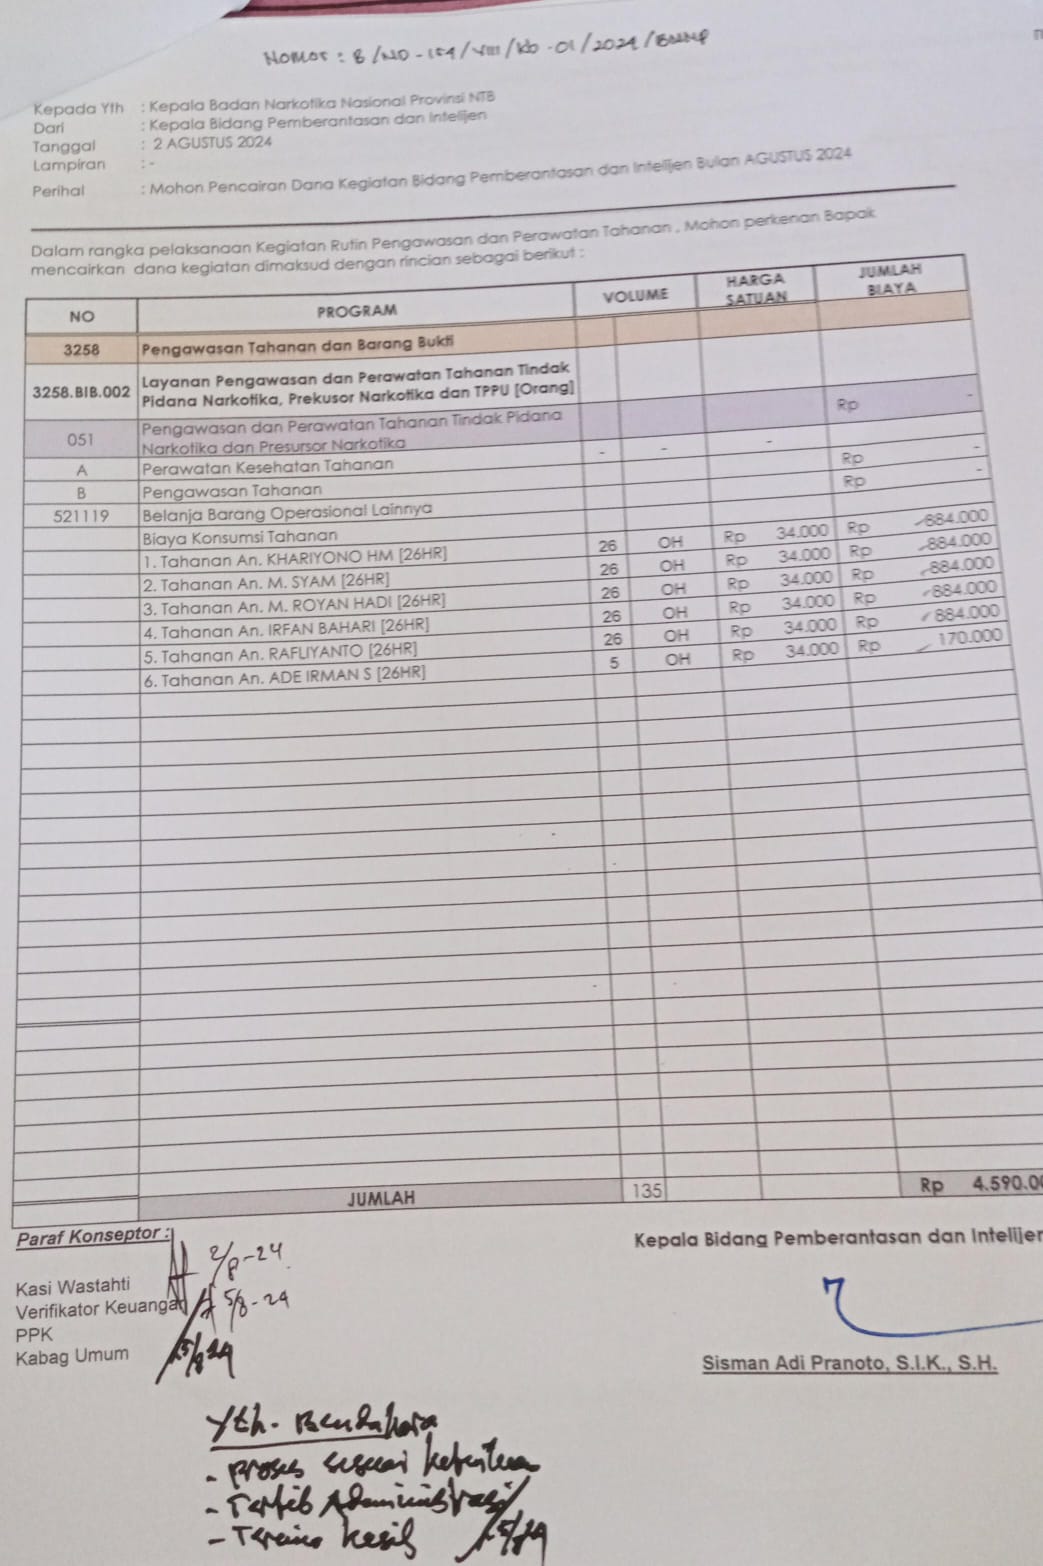 Nomor : B /ND - 154 / VIII / Kb - 01 / 2024 / BNNP
Kepada Yth : Kepala Badan Narkotika Nasional Provinsi NTB
Dari : Kepala Bidang Pemberantasan dan Intelijen
Tanggal : 2 AGUSTUS 2024
Lampiran : -
Perihal : Mohon Pencairan Dana Kegiatan Bidang Pemberantasan dan Intelijen Bulan AGUSTUS 2024
Dalam rangka pelaksanaan Kegiatan Rutin Pengawasan dan Perawatan Tahanan , Mohon perkenan Bapak
mencairkan dana kegiatan dimaksud dengan rincian sebagai berikut :
NO PROGRAM VOLUME HARGA SATUAN JUMLAH BIAYA
3258 Pengawasan Tahanan dan Barang Bukti
3258.BIB.002 Layanan Pengawasan dan Perawatan Tahanan Tindak
Pidana Narkotika, Prekusor Narkotika dan TPPU [Orang]
051 Pengawasan dan Perawatan Tahanan Tindak Pidana Rp -
Narkotika dan Presursor Narkotika - - -
A Perawatan Kesehatan Tahanan Rp -
B Pengawasan Tahanan Rp -
521119 Belanja Barang Operasional Lainnya
Biaya Konsumsi Tahanan
1. Tahanan An. KHARIYONO HM [26HR] 26 OH Rp 34.000 Rp 884.000
2. Tahanan An. M. SYAM [26HR] 26 OH Rp 34.000 Rp 884.000
3. Tahanan An. M. ROYAN HADI [26HR] 26 OH Rp 34.000 Rp 884.000
4. Tahanan An. IRFAN BAHARI [26HR] 26 OH Rp 34.000 Rp 884.000
5. Tahanan An. RAFLIYANTO [26HR] 26 OH Rp 34.000 Rp 884.000
6. Tahanan An. ADE IRMAN S [26HR] 5 OH Rp 34.000 Rp 170.000
JUMLAH 135 Rp 4.590.0
Paraf Konseptor :
Kepala Bidang Pemberantasan dan Intelijen
Kasi Wastahti 2/8-24
Verifikator Keuangan 5/8-24
PPK
Kabag Umum 5/8 24
Sisman Adi Pranoto, S.I.K., S.H.
Yth. Bendahara
- Proses sesuai ketentuan
- Tertib Administrasi
- Terima kasih 5/8 24